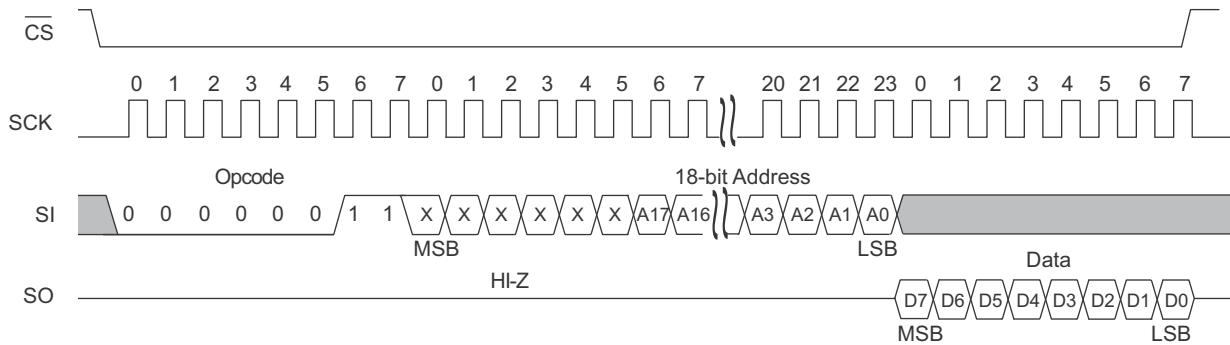 CS
0 1 2 3 4 5 6 7 0 1 2 3 4 5 6 7 20 21 22 23 0 1 2 3 4 5 6 7
SCK
Opcode 18-bit Address
SI 0 0 0 0 0 0 1 1 X X X X X X A17 A16 A3 A2 A1 A0
MSB LSB
HI-Z Data
SO D7 D6 D5 D4 D3 D2 D1 D0
MSB LSB